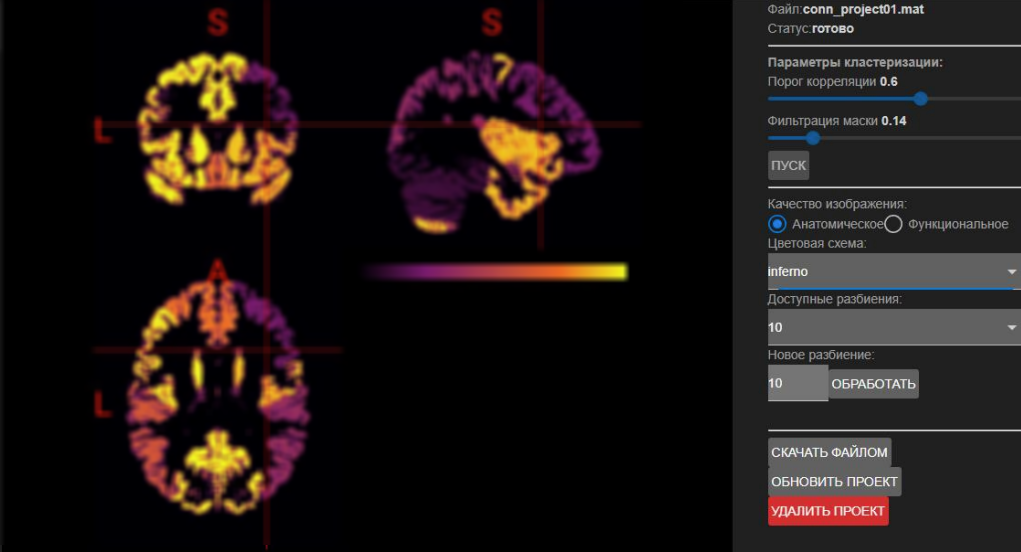 S
S
L
A
L
Файл:conn_project01.mat
Статус:готово
Параметры кластеризации:
Порог корреляции 0.6
Фильтрация маски 0.14
ПУСК
Качество изображения:
Анатомическое Функциональное
Цветовая схема:
inferno
Доступные разбиения:
10
Новое разбиение:
10 ОБРАБОТАТЬ
СКАЧАТЬ ФАЙЛОМ
ОБНОВИТЬ ПРОЕКТ
УДАЛИТЬ ПРОЕКТ